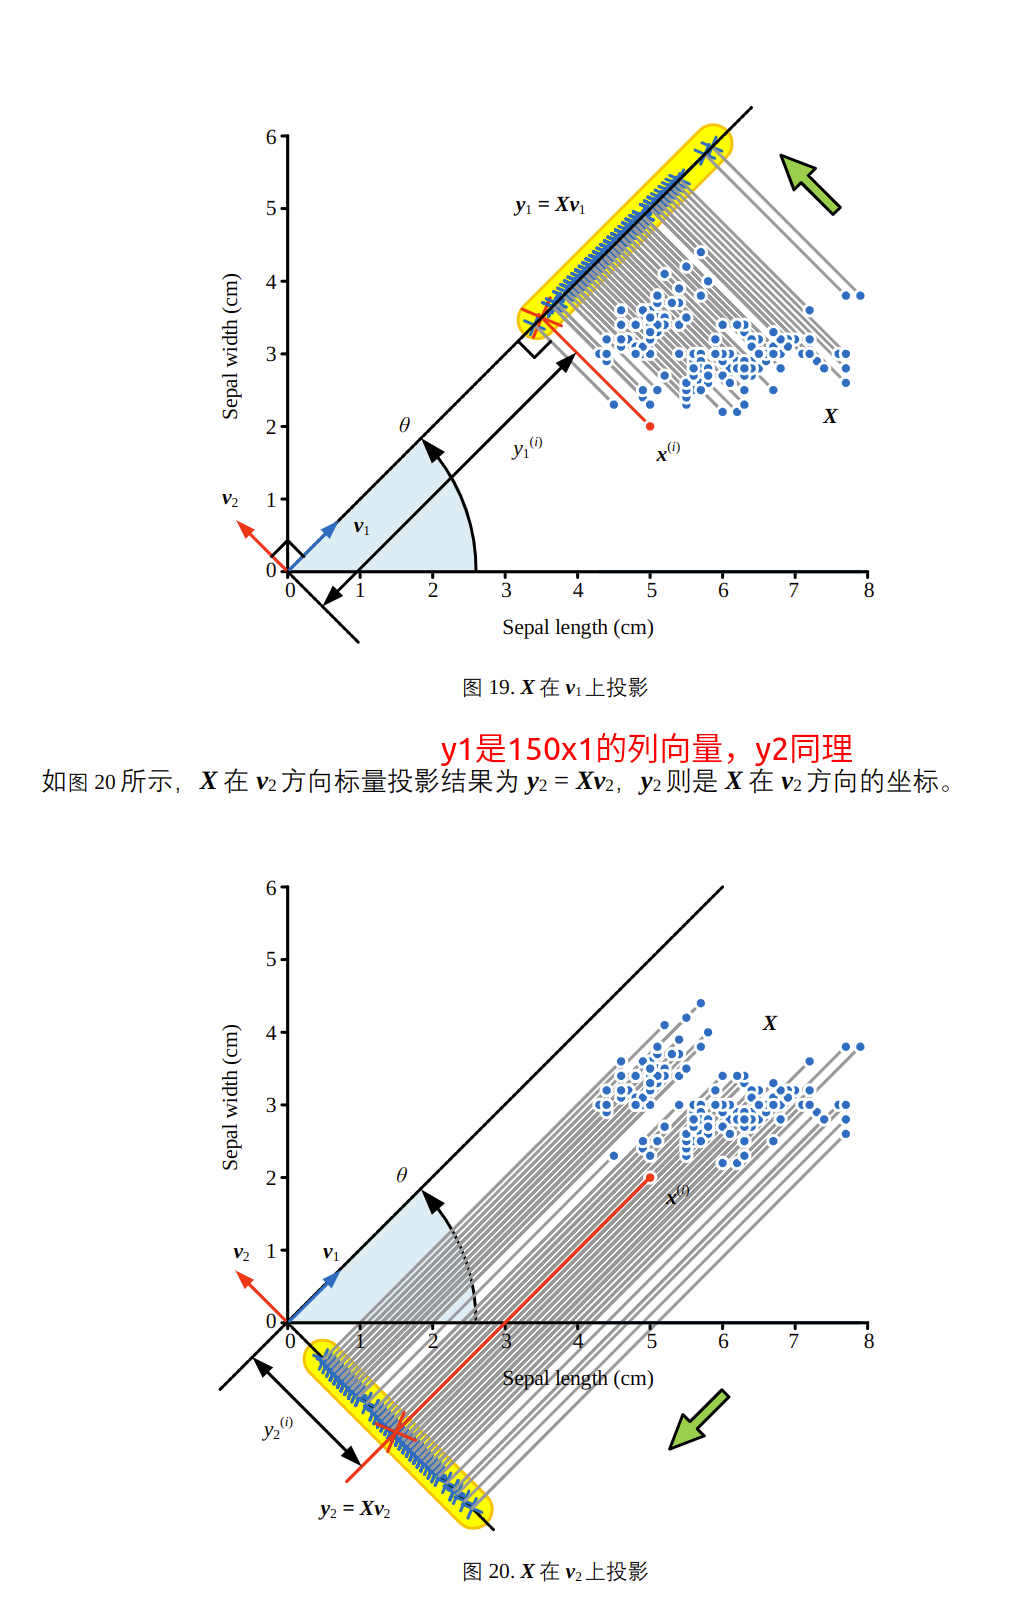 6
y1 = Xv1
5
4
Sepal width (cm)
3
X
θ
2
y1(i)
x(i)
v2
1
v1
0
0 1 2 3 4 5 6 7 8
Sepal length (cm)
图 19. X 在 v1 上投影
y1是150x1的列向量，y2同理
如图 20 所示，X 在 v2 方向标量投影结果为 y2 = Xv2，y2 则是 X 在 v2 方向的坐标。
6
5
X
4
Sepal width (cm)
3
θ
2
x(i)
v2 1 v1
0
0 1 2 3 4 5 6 7 8
Sepal length (cm)
y2(i)
y2 = Xv2
图 20. X 在 v2 上投影